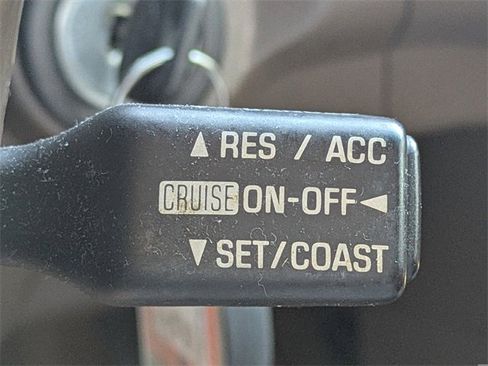 ▲ RES / ACC
CRUISE ON-OFF ◀
▼ SET/COAST